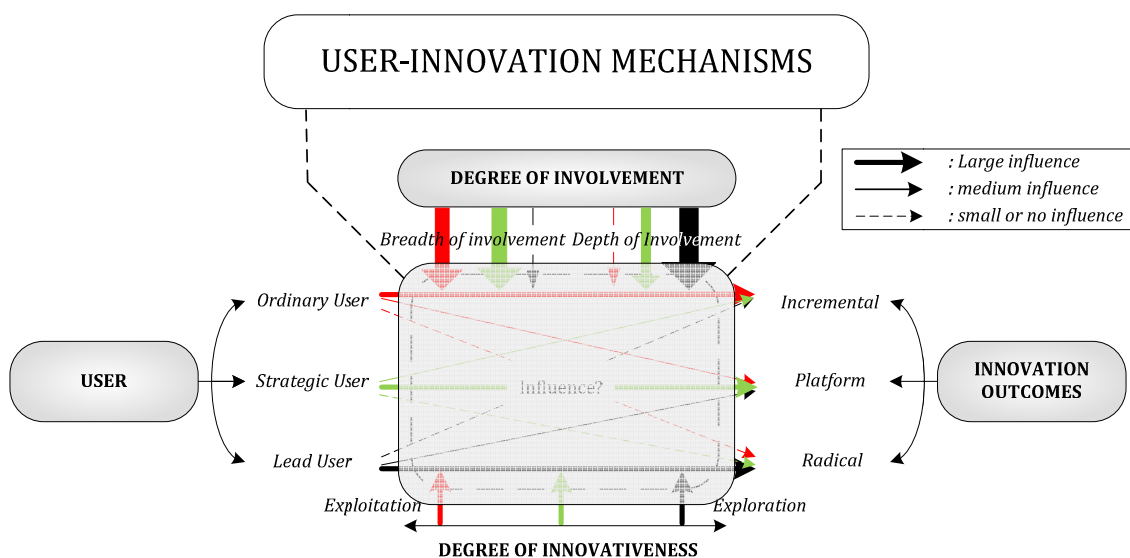 USER-INNOVATION MECHANISMS
DEGREE OF INVOLVEMENT
: Large influence
: medium influence
: small or no influence
Breadth of involvement
Depth of Involvement
Ordinary User
Incremental
USER
Strategic User
Influence?
Platform
INNOVATION
OUTCOMES
Lead User
Radical
Exploitation
Exploration
DEGREE OF INNOVATIVENESS